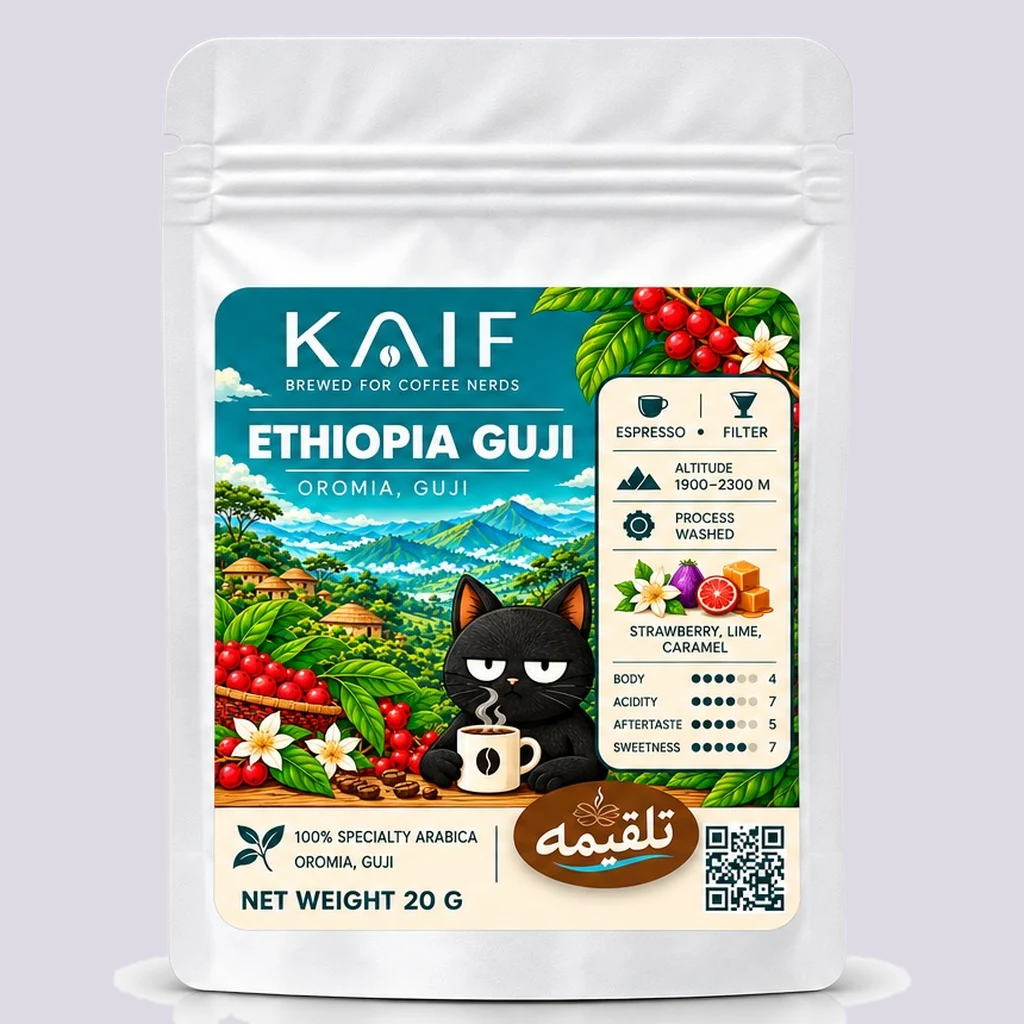 KAIF
BREWED FOR COFFEE NERDS
ETHIOPIA GUJI
OROMIA, GUJI
ESPRESSO • FILTER
ALTITUDE
1900–2300 M
PROCESS
WASHED
STRAWBERRY, LIME,
CARAMEL
BODY 4
ACIDITY 7
AFTERTASTE 5
SWEETNESS 7
100% SPECIALTY ARABICA
OROMIA, GUJI
NET WEIGHT 20 G
تلقيمه